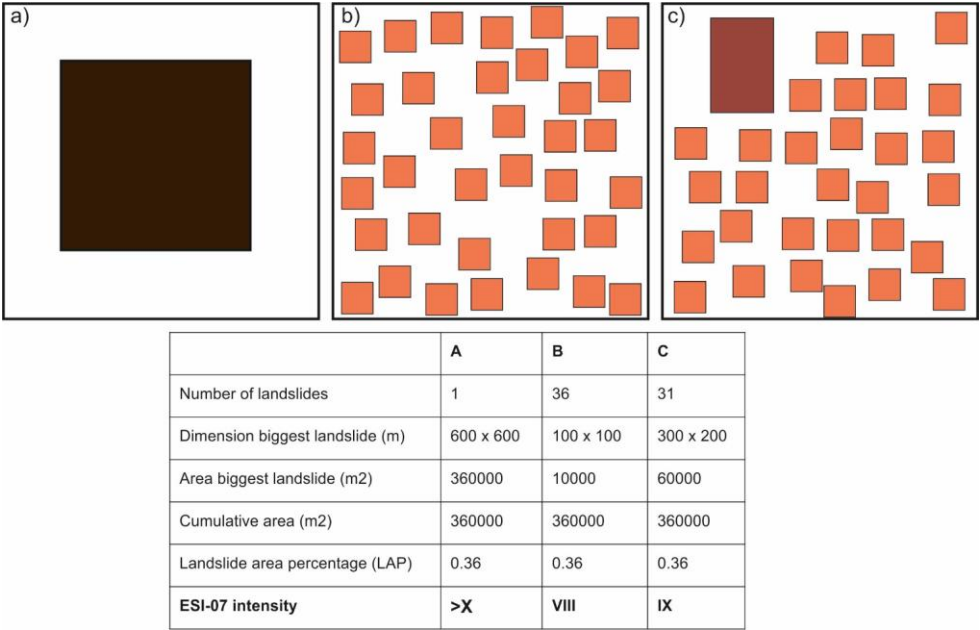 a) b) c)
A B C
Number of landslides 1 36 31
Dimension biggest landslide (m) 600 x 600 100 x 100 300 x 200
Area biggest landslide (m2) 360000 10000 60000
Cumulative area (m2) 360000 360000 360000
Landslide area percentage (LAP) 0.36 0.36 0.36
ESI-07 intensity >X VIII IX